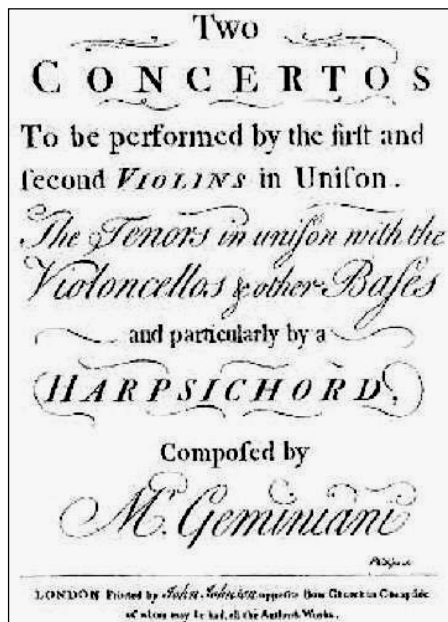 Two
CONCERTOS
To be performed by the firſt and
ſecond VIOLINS in Uniſon.
The Tenors in uniſon with the
Violoncellos & other Baſes
and particularly by a
HARPSICHORD,
Compoſed by
Mr. Geminiani
LONDON Printed by John Johnson oppoſite Bow Church in Cheapſide
of whom may be had, all the Authors Works.